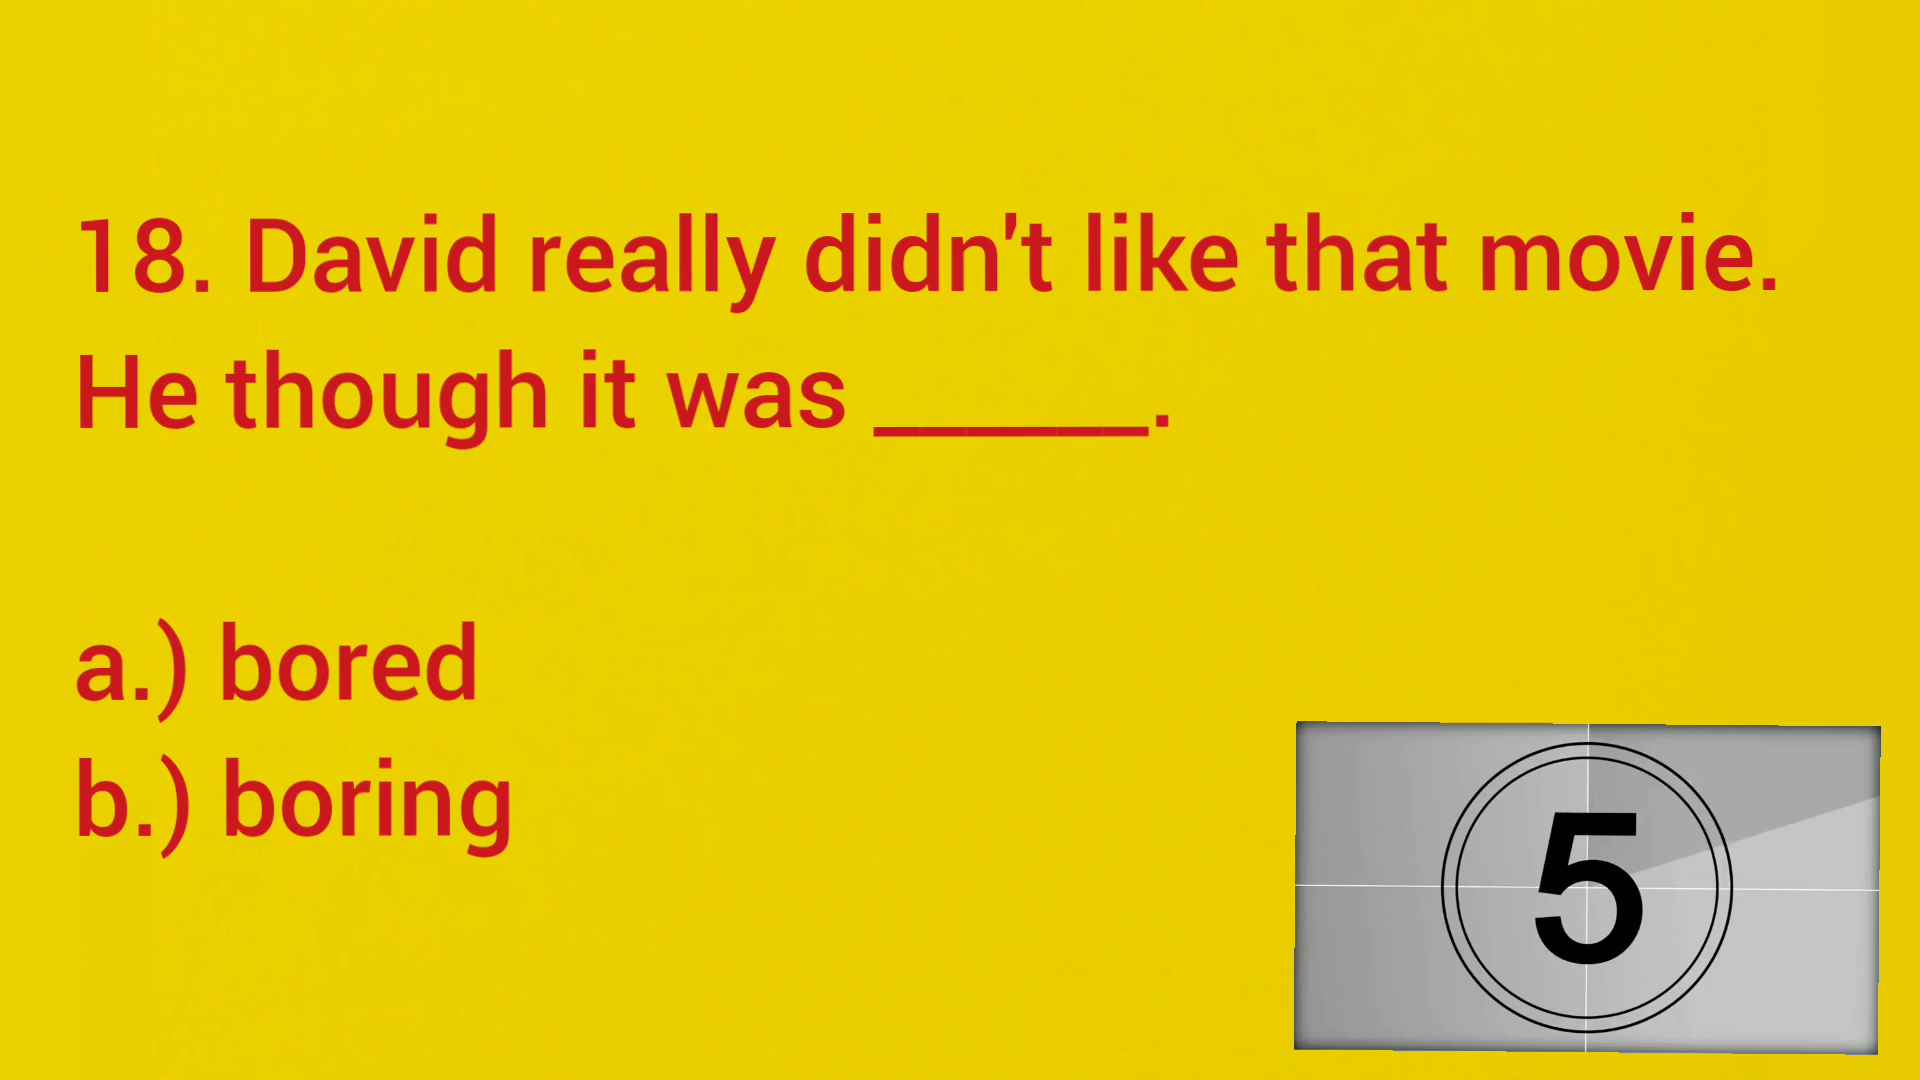 18. David really didn't like that movie.
He though it was ______.
a.) bored
b.) boring
5